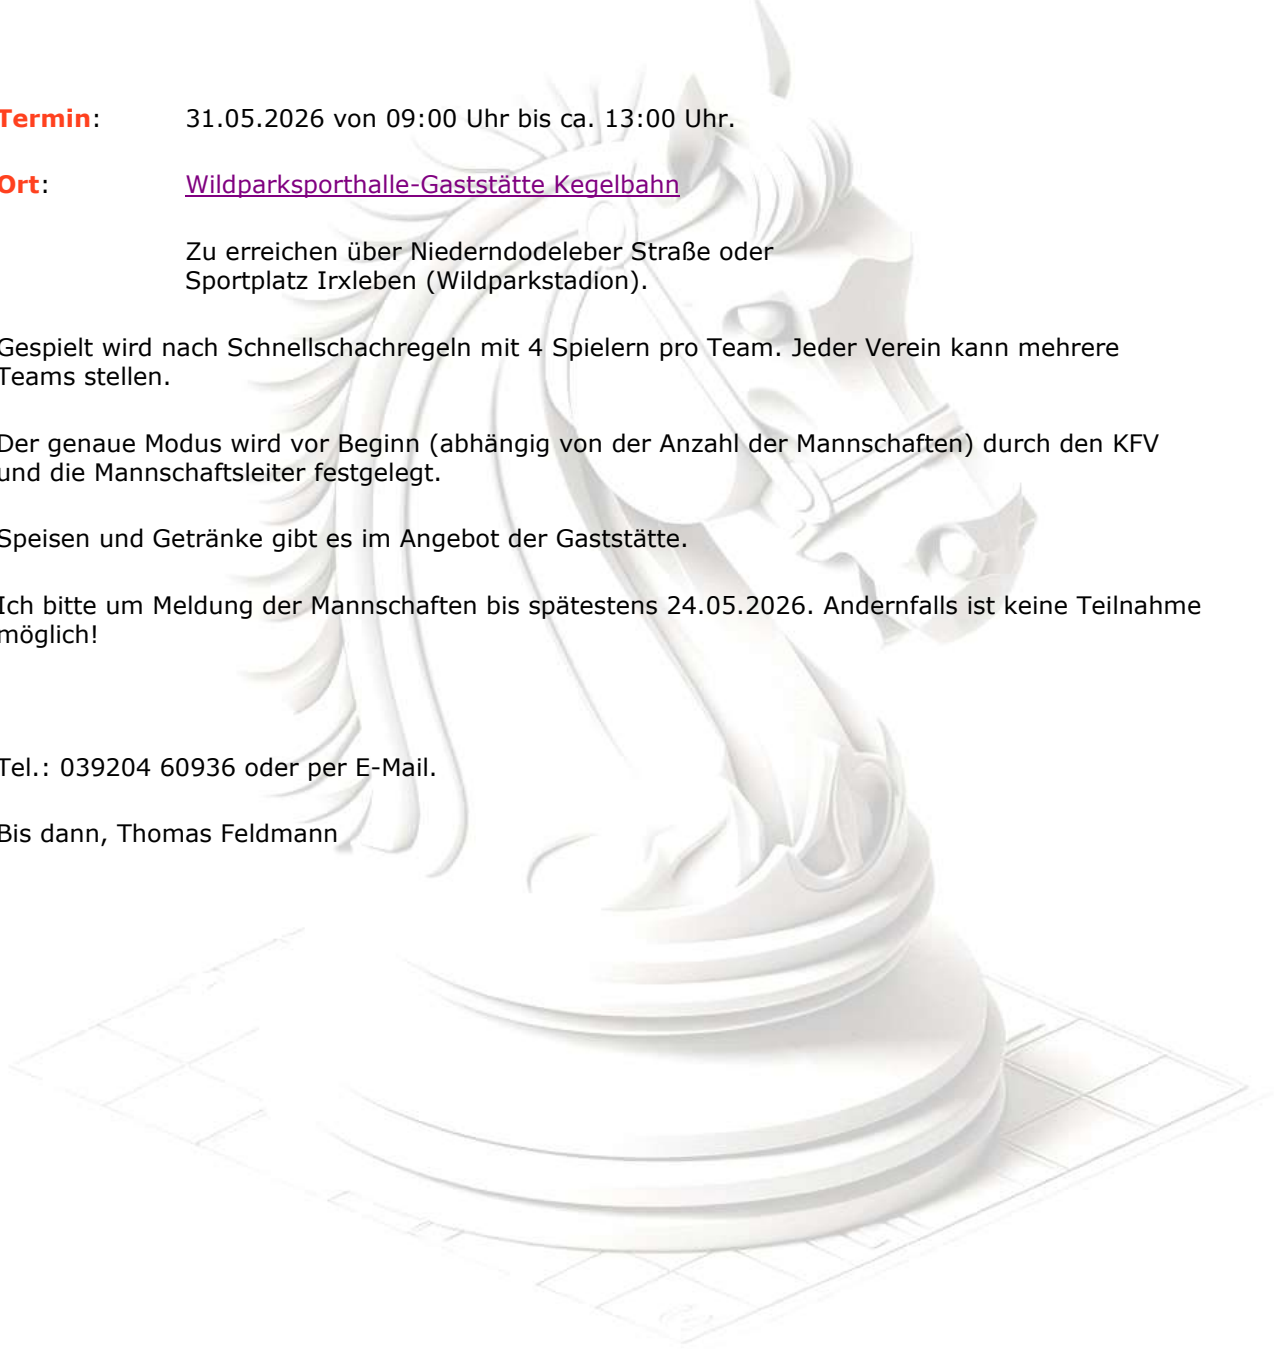 Termin: 31.05.2026 von 09:00 Uhr bis ca. 13:00 Uhr.
Ort: Wildparksporthalle-Gaststätte Kegelbahn
Zu erreichen über Niederndodeleber Straße oder
Sportplatz Irxleben (Wildparkstadion).
Gespielt wird nach Schnellschachregeln mit 4 Spielern pro Team. Jeder Verein kann mehrere
Teams stellen.
Der genaue Modus wird vor Beginn (abhängig von der Anzahl der Mannschaften) durch den KFV
und die Mannschaftsleiter festgelegt.
Speisen und Getränke gibt es im Angebot der Gaststätte.
Ich bitte um Meldung der Mannschaften bis spätestens 24.05.2026. Andernfalls ist keine Teilnahme
möglich!
Tel.: 039204 60936 oder per E-Mail.
Bis dann, Thomas Feldmann